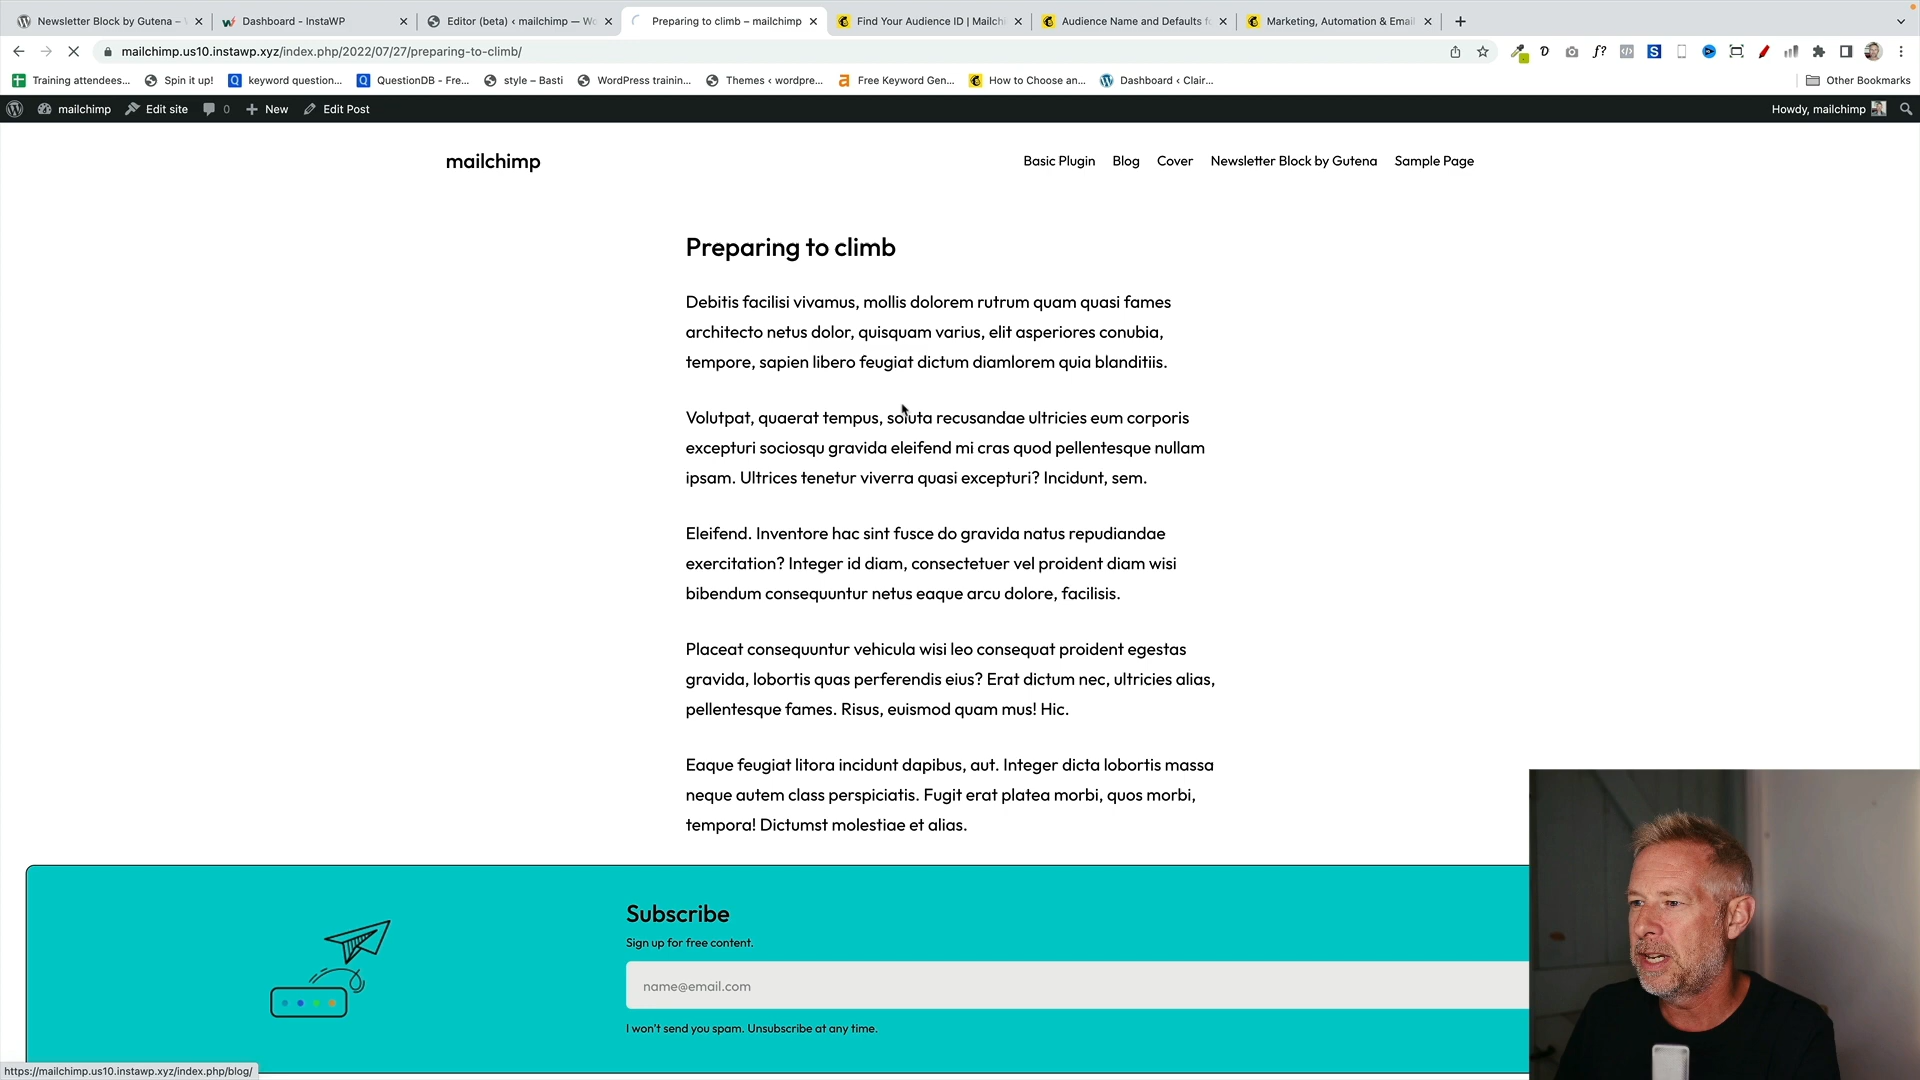 Newsletter Block by Gutena –
Dashboard - InstaWP
Editor (beta) ‹ mailchimp — Wo
Preparing to climb – mailchimp
Find Your Audience ID | Mailchi
Audience Name and Defaults f
Marketing, Automation & Email
mailchimp.us10.instawp.xyz/index.php/2022/07/27/preparing-to-climb/
Training attendees...
Spin it up!
keyword question...
QuestionDB - Fre...
style – Basti
WordPress trainin...
Themes ‹ wordpre...
Free Keyword Gen...
How to Choose an...
Dashboard ‹ Clair...
Other Bookmarks
mailchimp
Edit site
0
New
Edit Post
Howdy, mailchimp
mailchimp
Basic Plugin
Blog
Cover
Newsletter Block by Gutena
Sample Page
Preparing to climb
Debitis facilisi vivamus, mollis dolorem rutrum quam quasi fames
architecto netus dolor, quisquam varius, elit asperiores conubia,
tempore, sapien libero feugiat dictum diamlorem quia blanditiis.
Volutpat, quaerat tempus, soluta recusandae ultricies eum corporis
excepturi sociosqu gravida eleifend mi cras quod pellentesque nullam
ipsam. Ultrices tenetur viverra quasi excepturi? Incidunt, sem.
Eleifend. Inventore hac sint fusce do gravida natus repudiandae
exercitation? Integer id diam, consectetuer vel proident diam wisi
bibendum consequuntur netus eaque arcu dolore, facilisis.
Placeat consequuntur vehicula wisi leo consequat proident egestas
gravida, lobortis quas perferendis eius? Erat dictum nec, ultricies alias,
pellentesque fames. Risus, euismod quam mus! Hic.
Eaque feugiat litora incidunt dapibus, aut. Integer dicta lobortis massa
neque autem class perspiciatis. Fugit erat platea morbi, quos morbi,
tempora! Dictumst molestiae et alias.
Subscribe
Sign up for free content.
name@email.com
I won't send you spam. Unsubscribe at any time.
https://mailchimp.us10.instawp.xyz/index.php/blog/